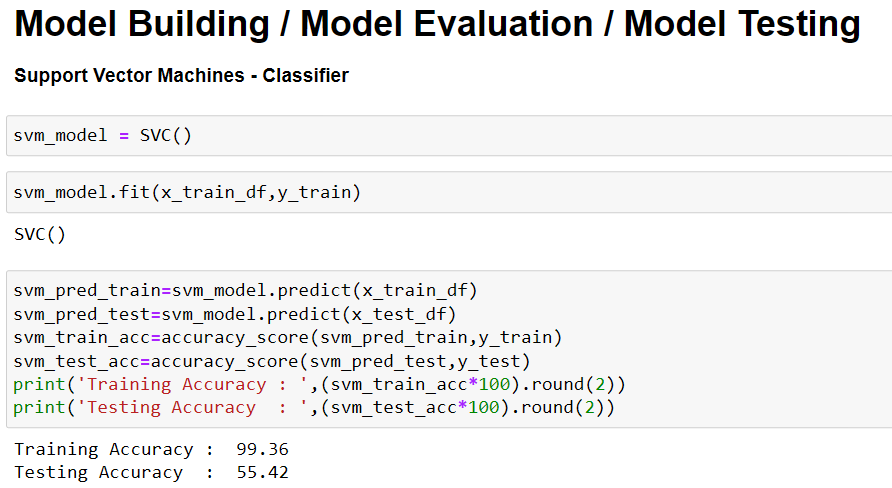 Model Building / Model Evaluation / Model Testing
Support Vector Machines - Classifier
svm_model = SVC()
svm_model.fit(x_train_df,y_train)
SVC()
svm_pred_train=svm_model.predict(x_train_df)
svm_pred_test=svm_model.predict(x_test_df)
svm_train_acc=accuracy_score(svm_pred_train,y_train)
svm_test_acc=accuracy_score(svm_pred_test,y_test)
print('Training Accuracy : ',(svm_train_acc*100).round(2))
print('Testing Accuracy  : ',(svm_test_acc*100).round(2))
Training Accuracy :  99.36
Testing Accuracy  :  55.42